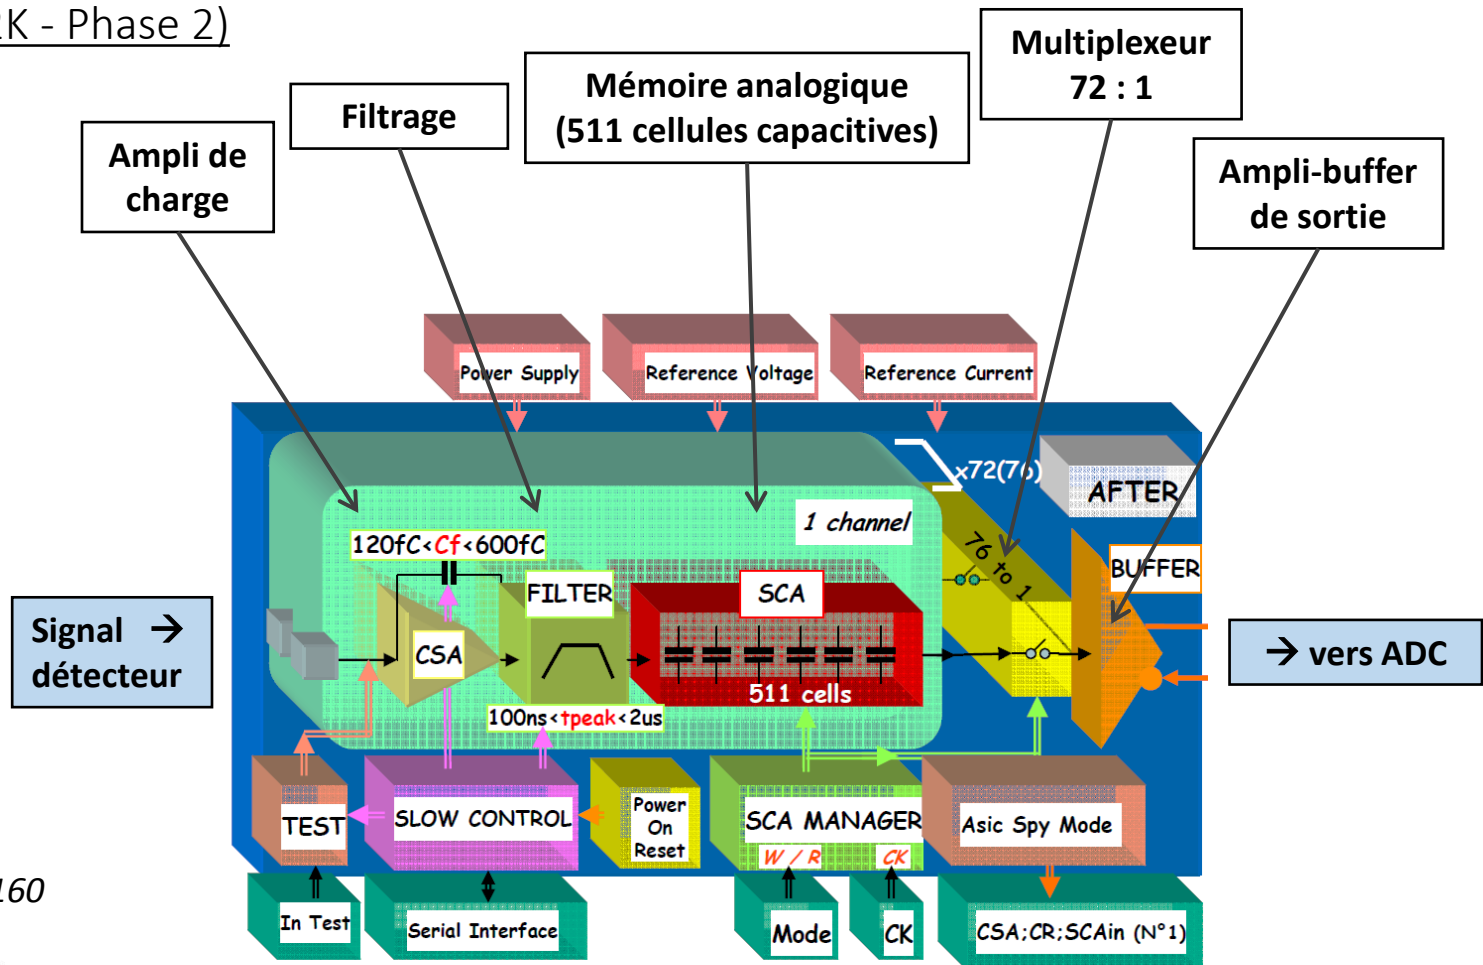 2K - Phase 2)
Multiplexeur
72 : 1
Mémoire analogique
(511 cellules capacitives)
Filtrage
Ampli de
charge
Ampli-buffer
de sortie
Power Supply
Reference Voltage
Reference Current
x72(76)
AFTER
1 channel
120fC<Cf<600fC
76 to 1
BUFFER
FILTER
SCA
Signal →
détecteur
CSA
→ vers ADC
511 cells
100ns<tpeak<2us
TEST
SLOW CONTROL
Power
On
Reset
SCA MANAGER
W / R
CK
Asic Spy Mode
160
In Test
Serial Interface
Mode
CK
CSA;CR;SCAin (N°1)